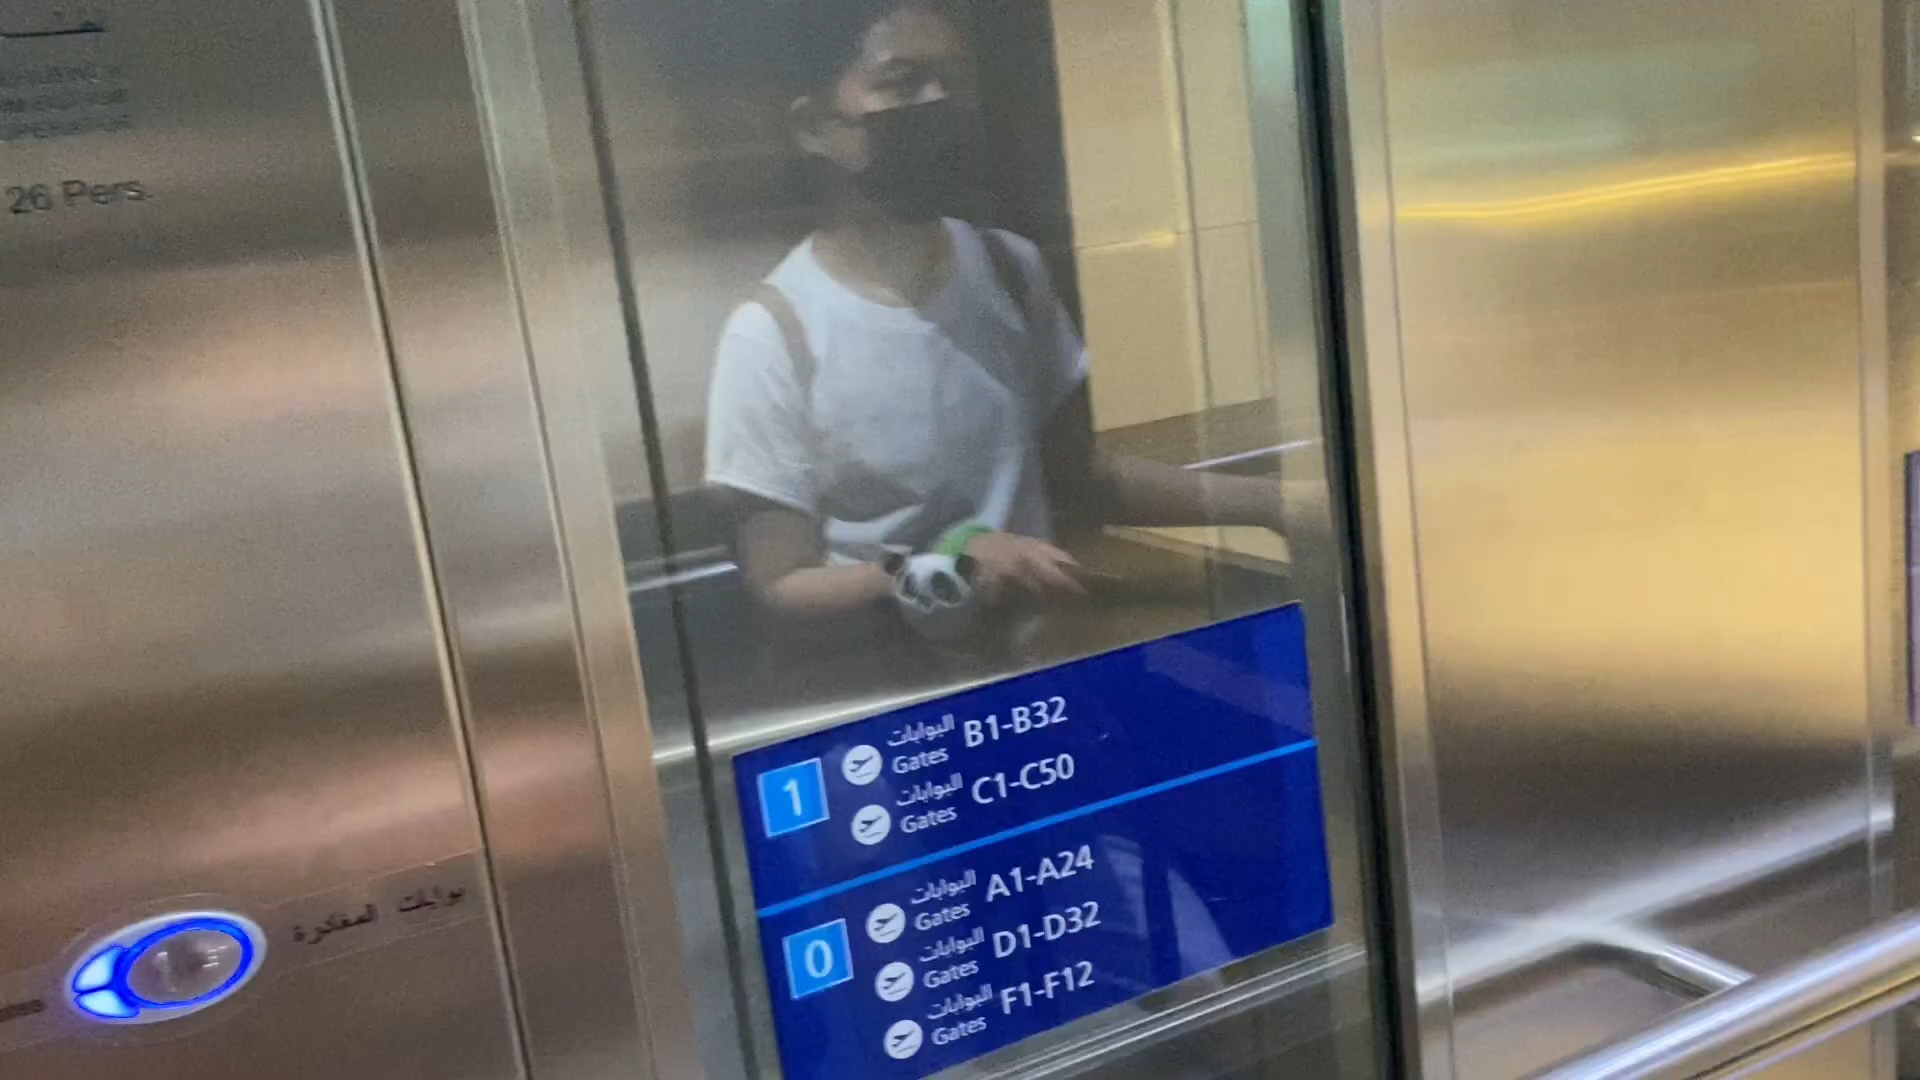 26 Pers.
1
البوابات
Gates B1-B32
البوابات
Gates C1-C50
0
البوابات
Gates A1-A24
البوابات
Gates D1-D32
البوابات
Gates F1-F12
1
بوابات المغادرة